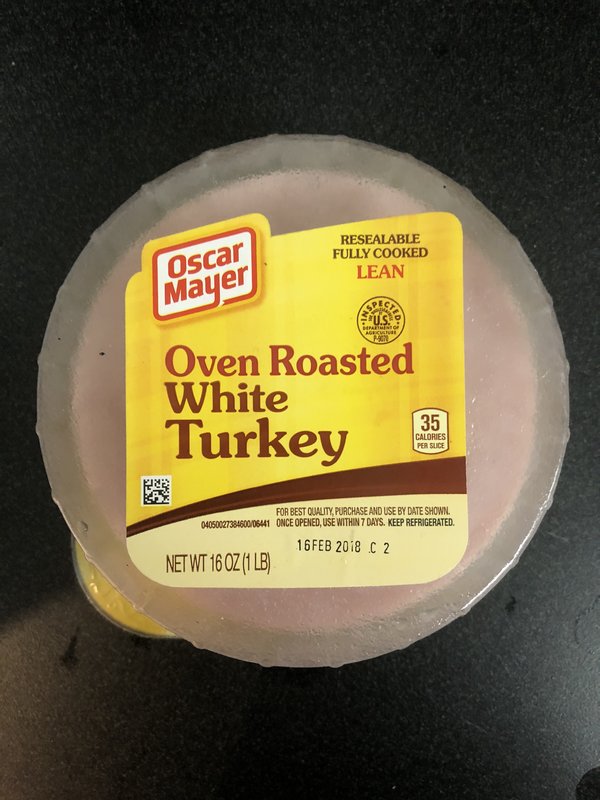 Oscar
Mayer
RESEALABLE
FULLY COOKED
LEAN
INSPECTED
U.S.
DEPARTMENT OF
AGRICULTURE
P-9070
Oven Roasted
White
Turkey
35
CALORIES
PER SLICE
FOR BEST QUALITY, PURCHASE AND USE BY DATE SHOWN.
04050027384600/06441 ONCE OPENED, USE WITHIN 7 DAYS. KEEP REFRIGERATED.
16FEB 2018 .C 2
NET WT 16 OZ (1 LB)